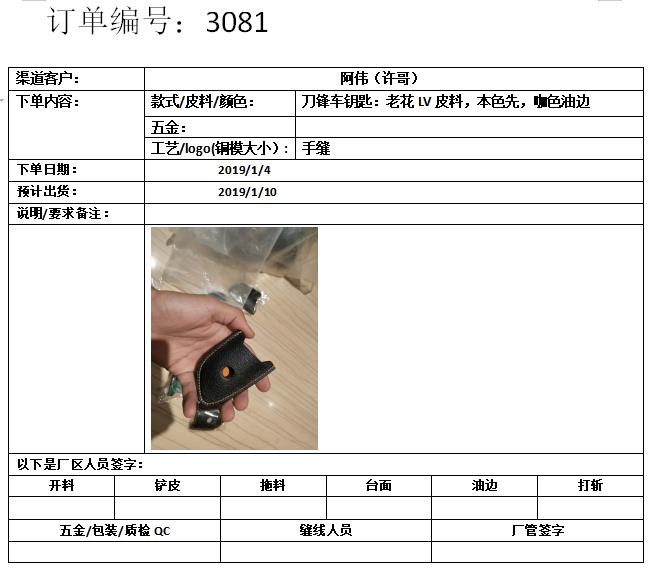 订单编号：3081
渠道客户： 阿伟（许哥）
下单内容： 款式/皮料/颜色： 刀锋车钥匙：老花 LV 皮料，本色先，咖色油边
五金：
工艺/logo(铜模大小)： 手缝
下单日期： 2019/1/4
预计出货： 2019/1/10
说明/要求备注：
以下是厂区人员签字：
开料 铲皮 拖料 台面 油边 打斩
五金/包装/质检 QC 缝线人员 厂管签字